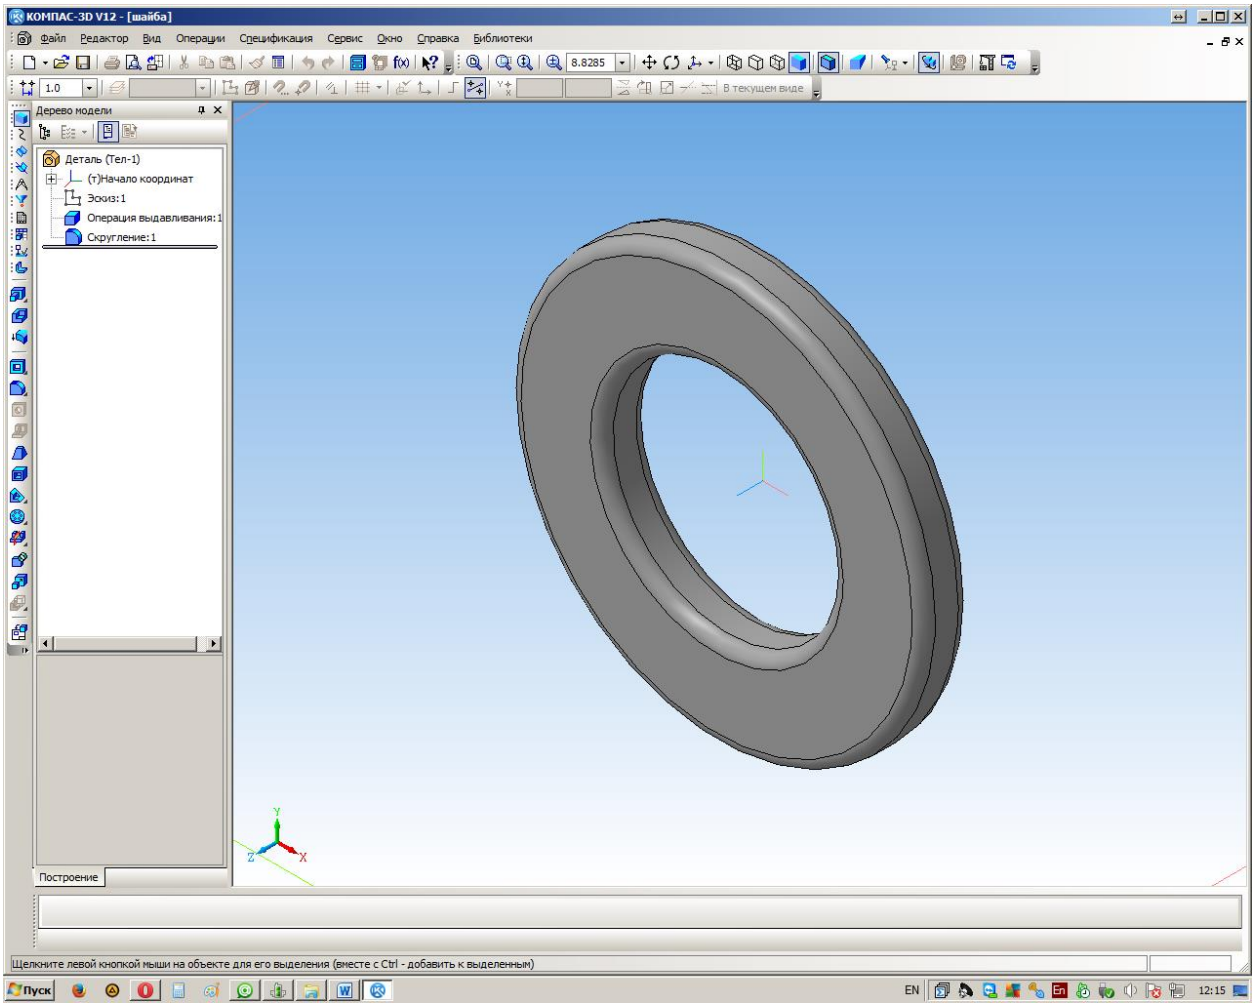 КОМПАС-3D V12 - [шайба]
Файл Редактор Вид Операции Спецификация Сервис Окно Справка Библиотеки
8.8285
1.0 В текущем виде
Дерево модели
Деталь (Тел-1)
(т)Начало координат
Эскиз:1
Операция выдавливания:1
Скругление:1
Y
Z X
Построение
Щелкните левой кнопкой мыши на объекте для его выделения (вместе с Ctrl - добавить к выделенным)
Пуск EN En 12:15